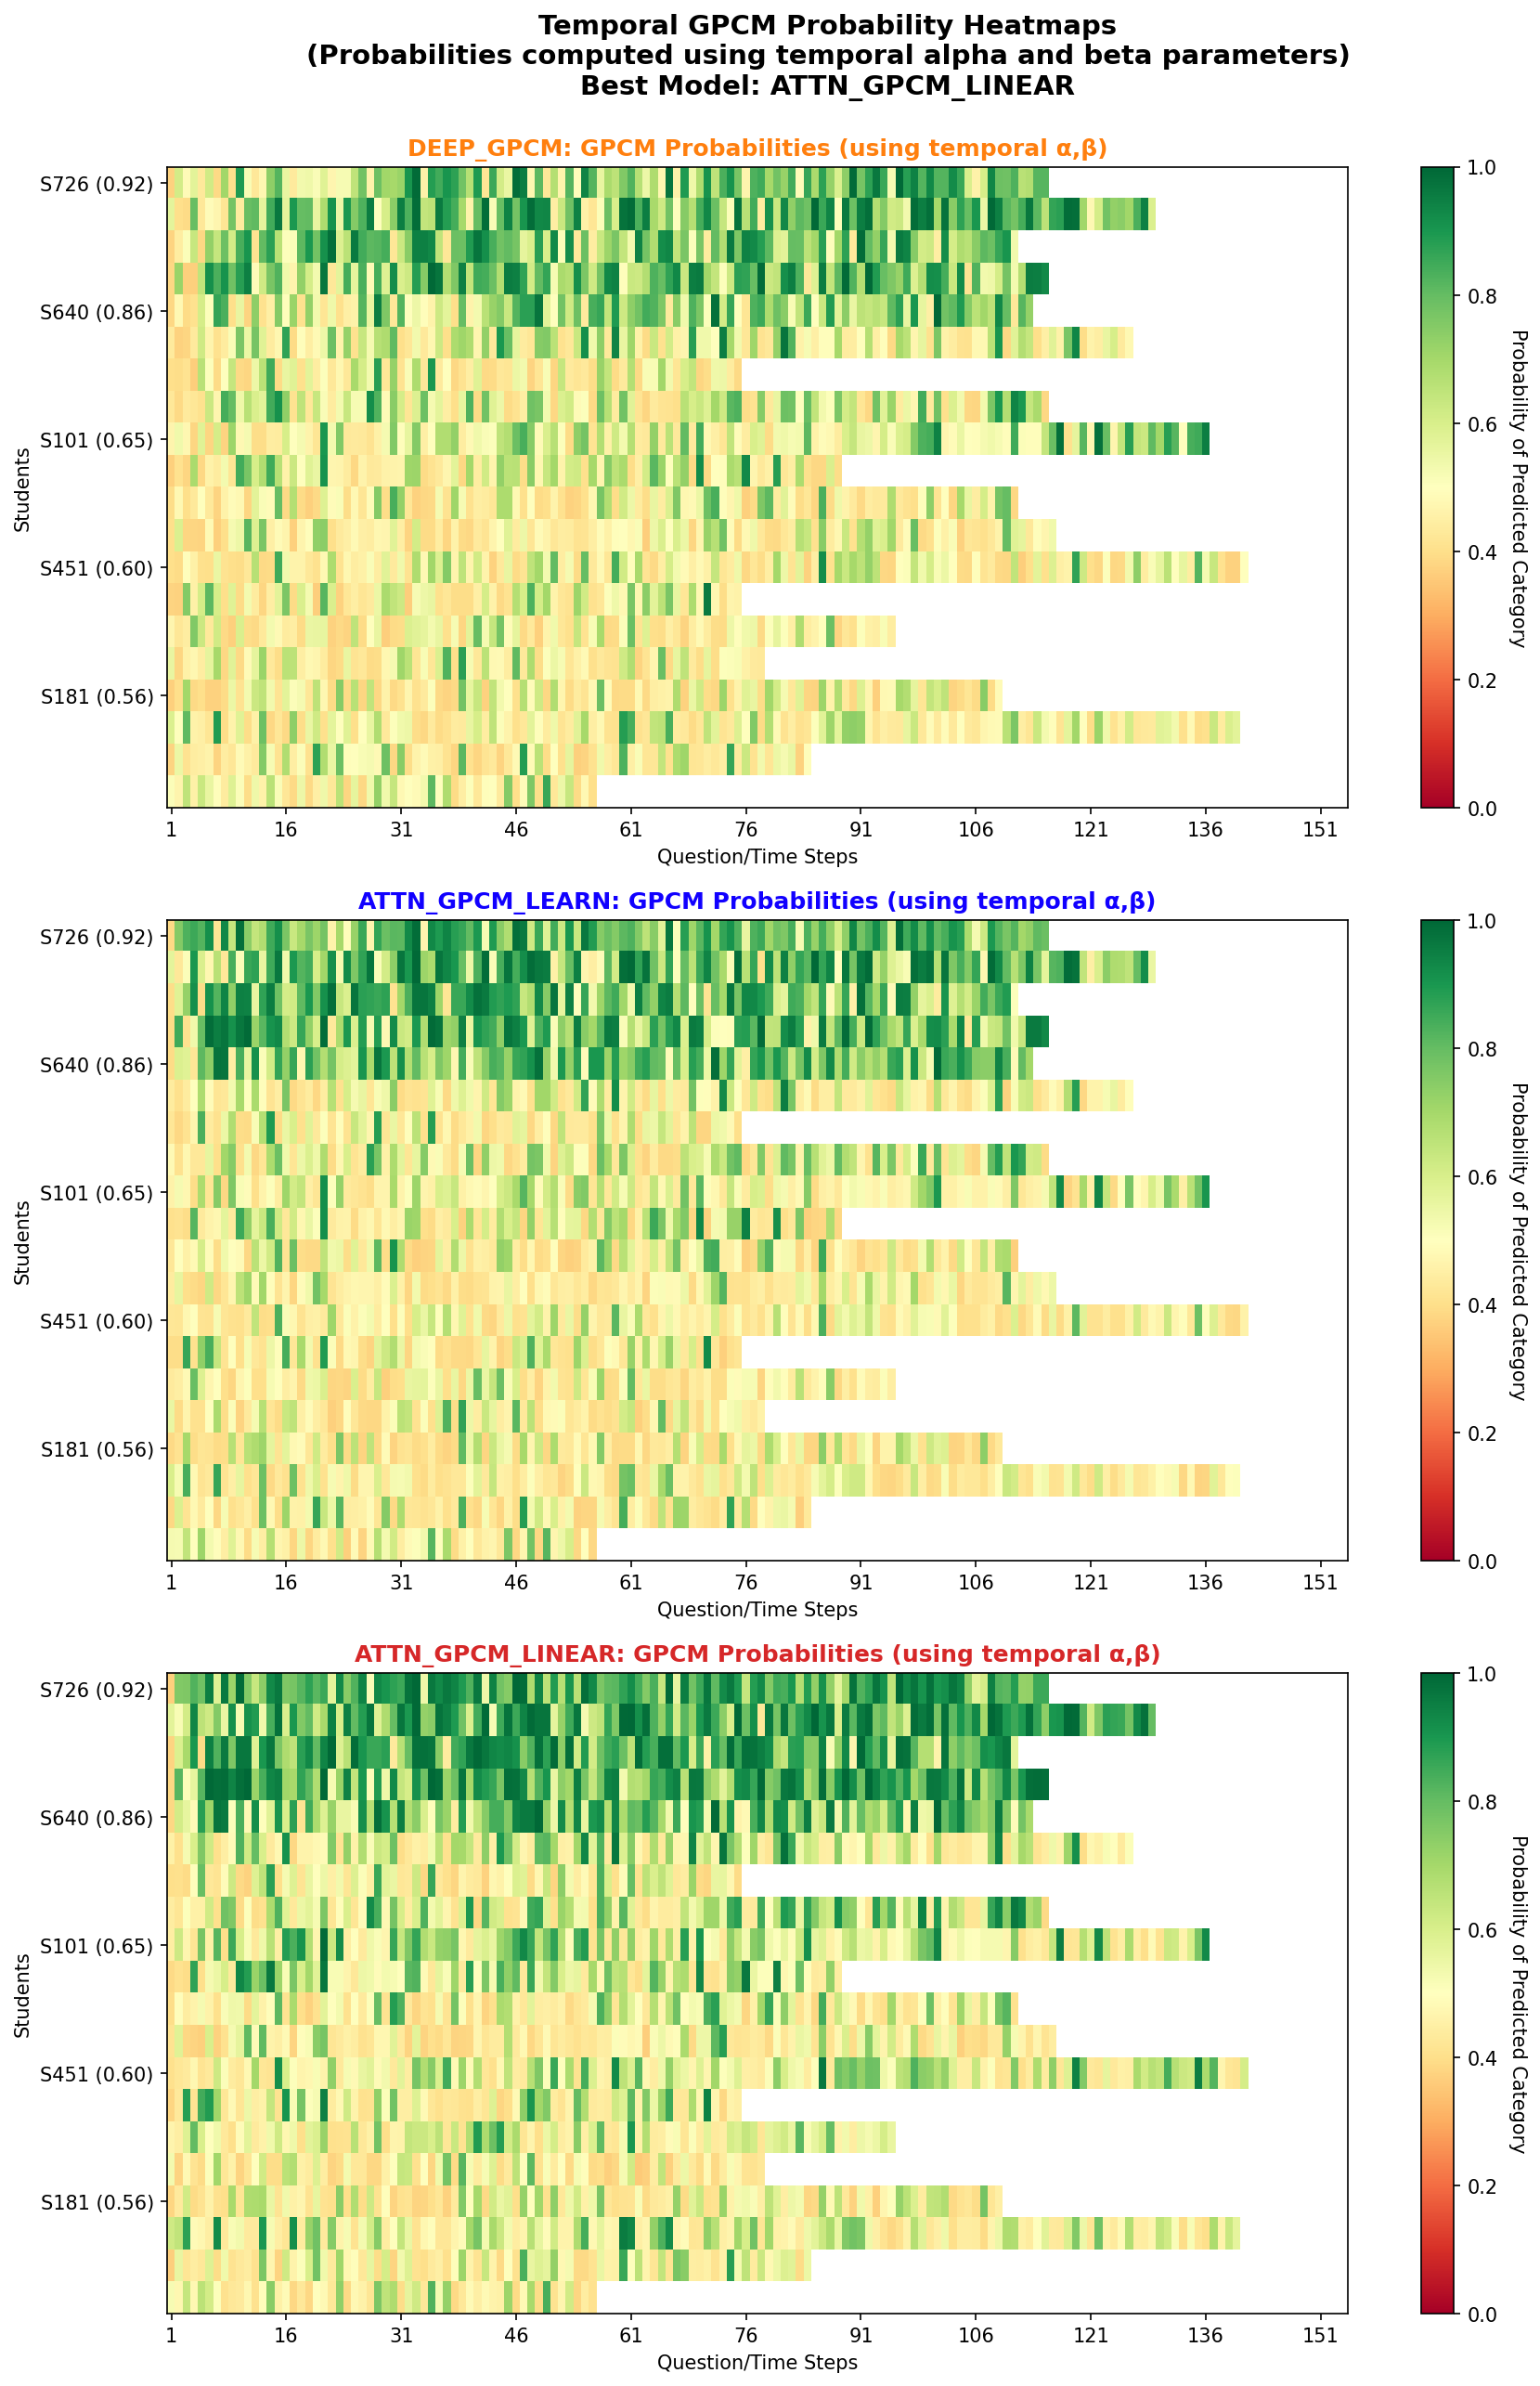 Temporal GPCM Probability Heatmaps
(Probabilities computed using temporal alpha and beta parameters)
Best Model: ATTN_GPCM_LINEAR
DEEP_GPCM: GPCM Probabilities (using temporal α,β)
S726 (0.92)
S640 (0.86)
S101 (0.65)
S451 (0.60)
S181 (0.56)
Students
1 16 31 46 61 76 91 106 121 136 151
Question/Time Steps
1.0
0.8
0.6
0.4
0.2
0.0
Probability of Predicted Category
ATTN_GPCM_LEARN: GPCM Probabilities (using temporal α,β)
S726 (0.92)
S640 (0.86)
S101 (0.65)
S451 (0.60)
S181 (0.56)
Students
1 16 31 46 61 76 91 106 121 136 151
Question/Time Steps
1.0
0.8
0.6
0.4
0.2
0.0
Probability of Predicted Category
ATTN_GPCM_LINEAR: GPCM Probabilities (using temporal α,β)
S726 (0.92)
S640 (0.86)
S101 (0.65)
S451 (0.60)
S181 (0.56)
Students
1 16 31 46 61 76 91 106 121 136 151
Question/Time Steps
1.0
0.8
0.6
0.4
0.2
0.0
Probability of Predicted Category